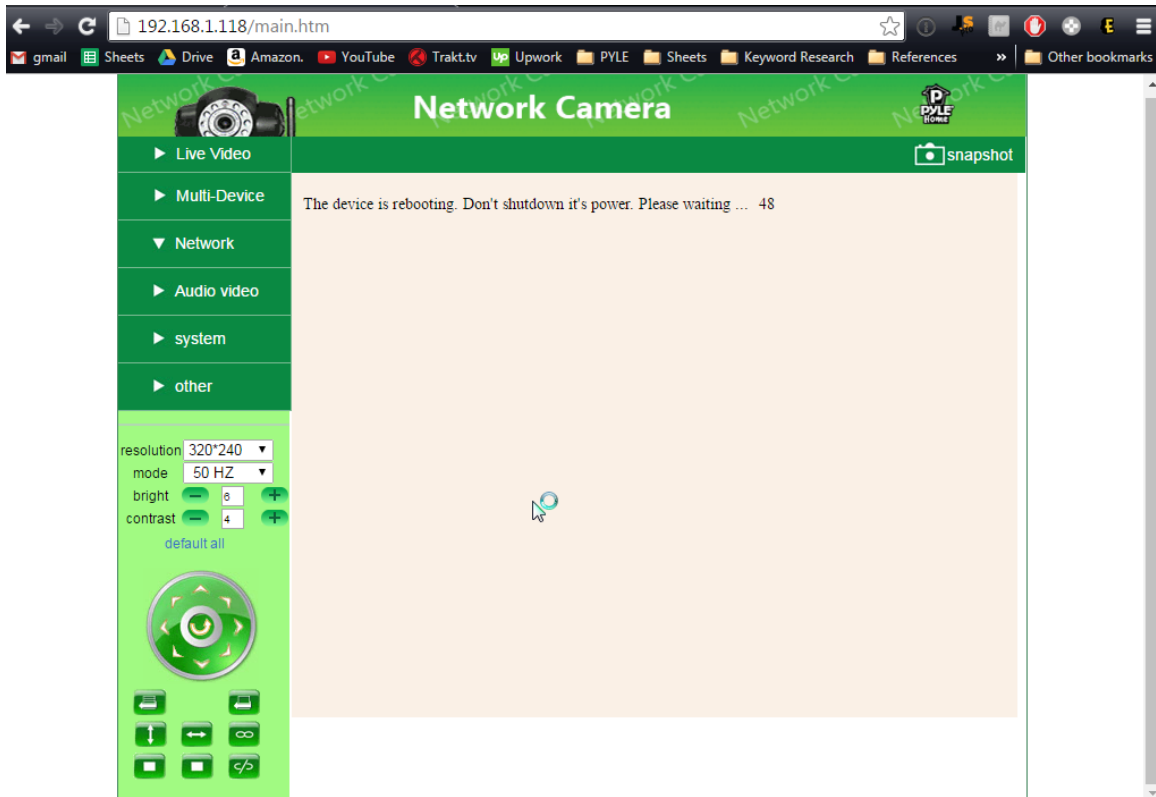 192.168.1.118/main.htm
gmail Sheets Drive Amazon. YouTube Trakt.tv Up Upwork PYLE Sheets Keyword Research References » Other bookmarks
Network Camera
PYLE
Home
snapshot
Live Video
Multi-Device
Network
Audio video
system
other
The device is rebooting. Don't shutdown it's power. Please waiting ... 48
resolution 320*240
mode 50 HZ
bright 6
contrast 4
default all